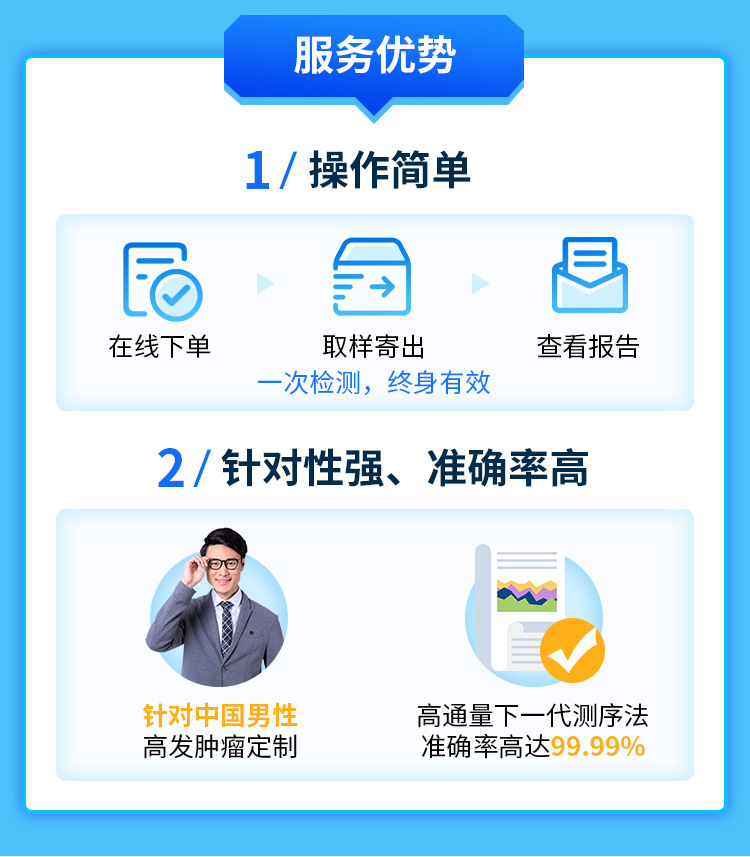 服务优势
1/操作简单
在线下单
取样寄出
查看报告
一次检测，终身有效
2/针对性强、准确率高
针对中国男性
高发肿瘤定制
高通量下一代测序法
准确率高达99.99%